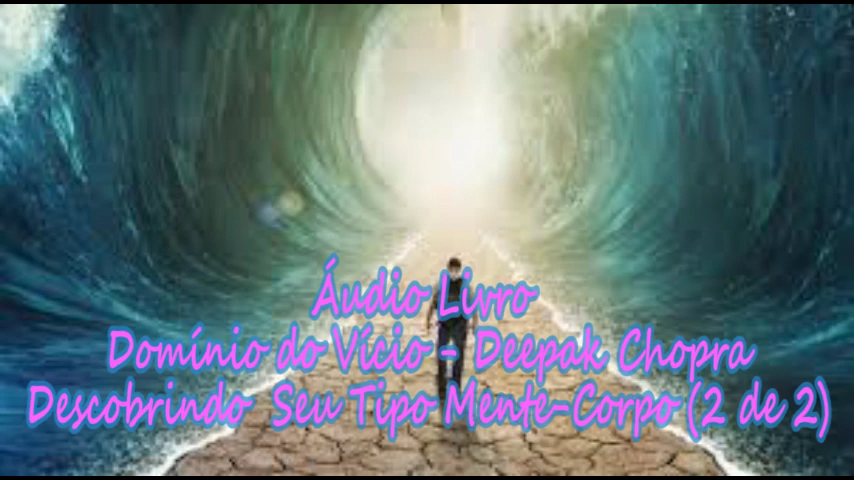 Áudio Livro
Domínio do Vício - Deepak Chopra
Descobrindo Seu Tipo Mente-Corpo (2 de 2)